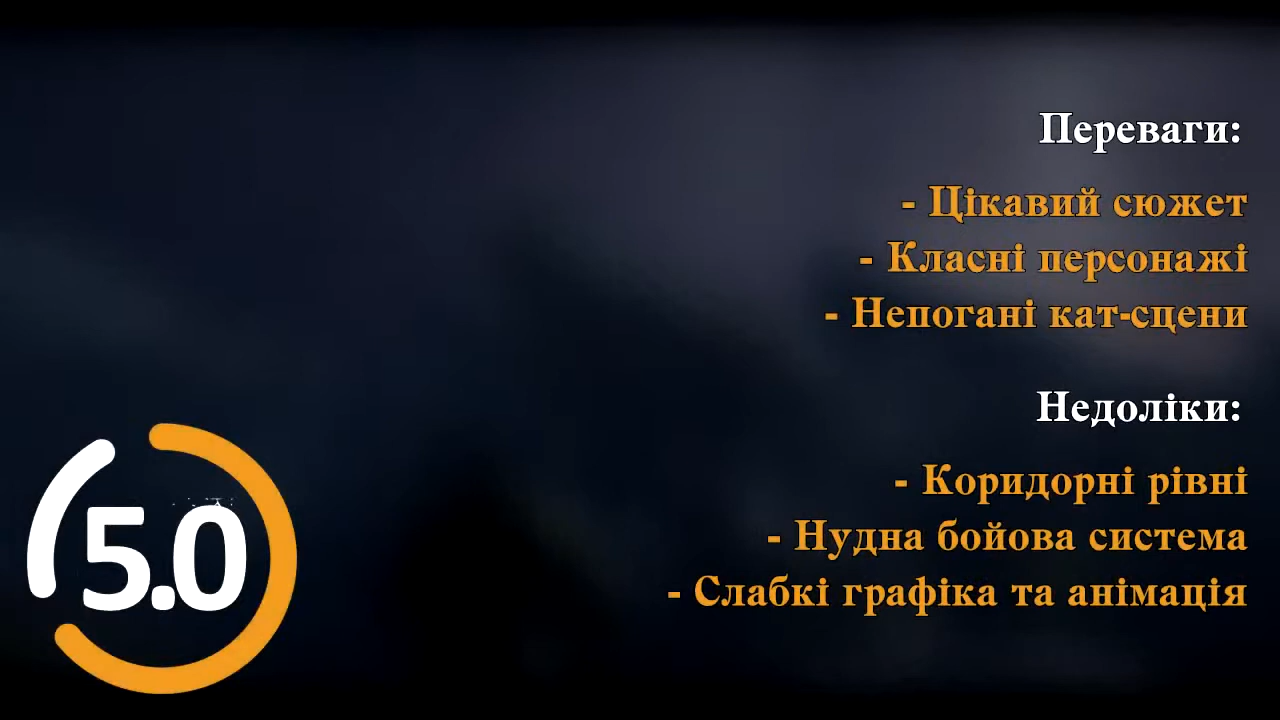 Переваги:
- Цікавий сюжет
- Класні персонажі
- Непогані кат-сцени
Недоліки:
- Коридорні рівні
- Нудна бойова система
- Слабкі графіка та анімація
5.0